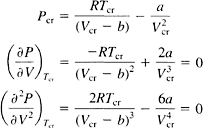 P_cr = RT_cr / (V_cr − b) − a / V_cr^2
(∂P/∂V)_{T_cr} = −RT_cr / (V_cr − b)^2 + 2a / V_cr^3 = 0
(∂^2P/∂V^2)_{T_cr} = 2RT_cr / (V_cr − b)^3 − 6a / V_cr^4 = 0